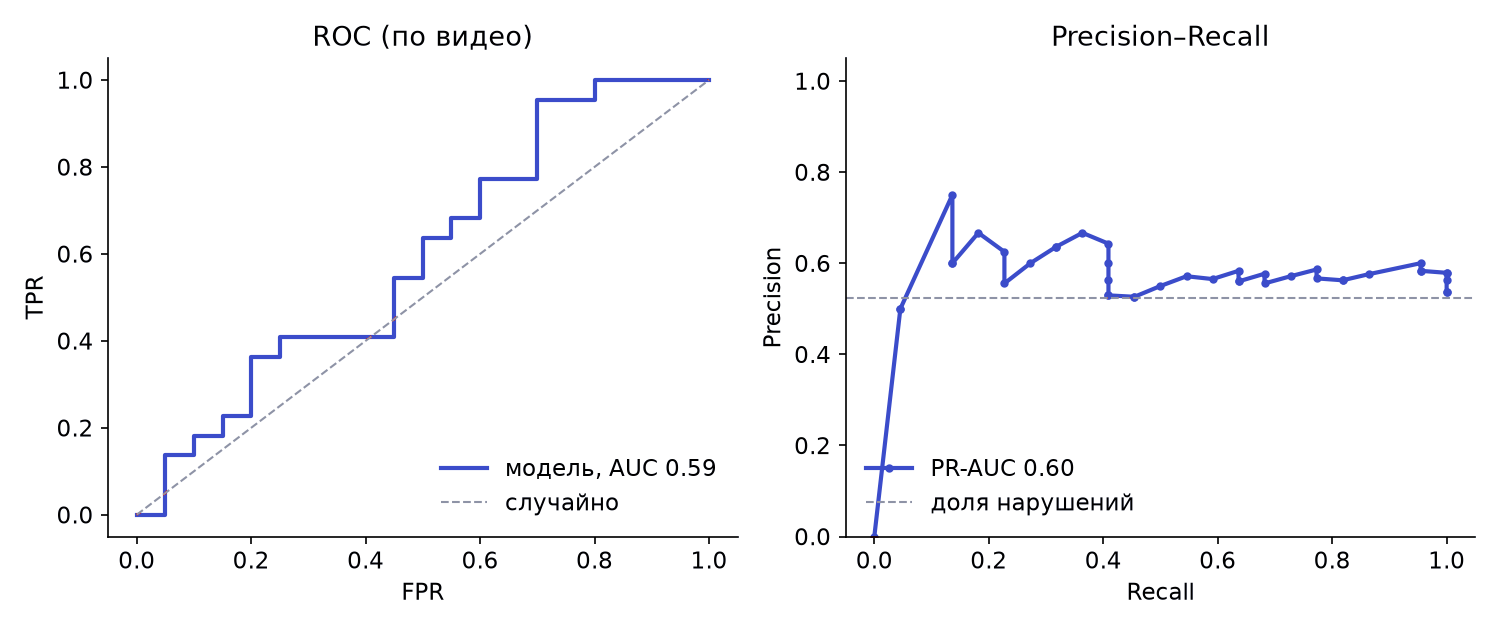 ROC (по видео)
TPR
1.0
0.8
0.6
0.4
0.2
0.0
модель, AUC 0.59
случайно
0.0 0.2 0.4 0.6 0.8 1.0
FPR
Precision–Recall
Precision
1.0
0.8
0.6
0.4
0.2
0.0
PR-AUC 0.60
доля нарушений
0.0 0.2 0.4 0.6 0.8 1.0
Recall